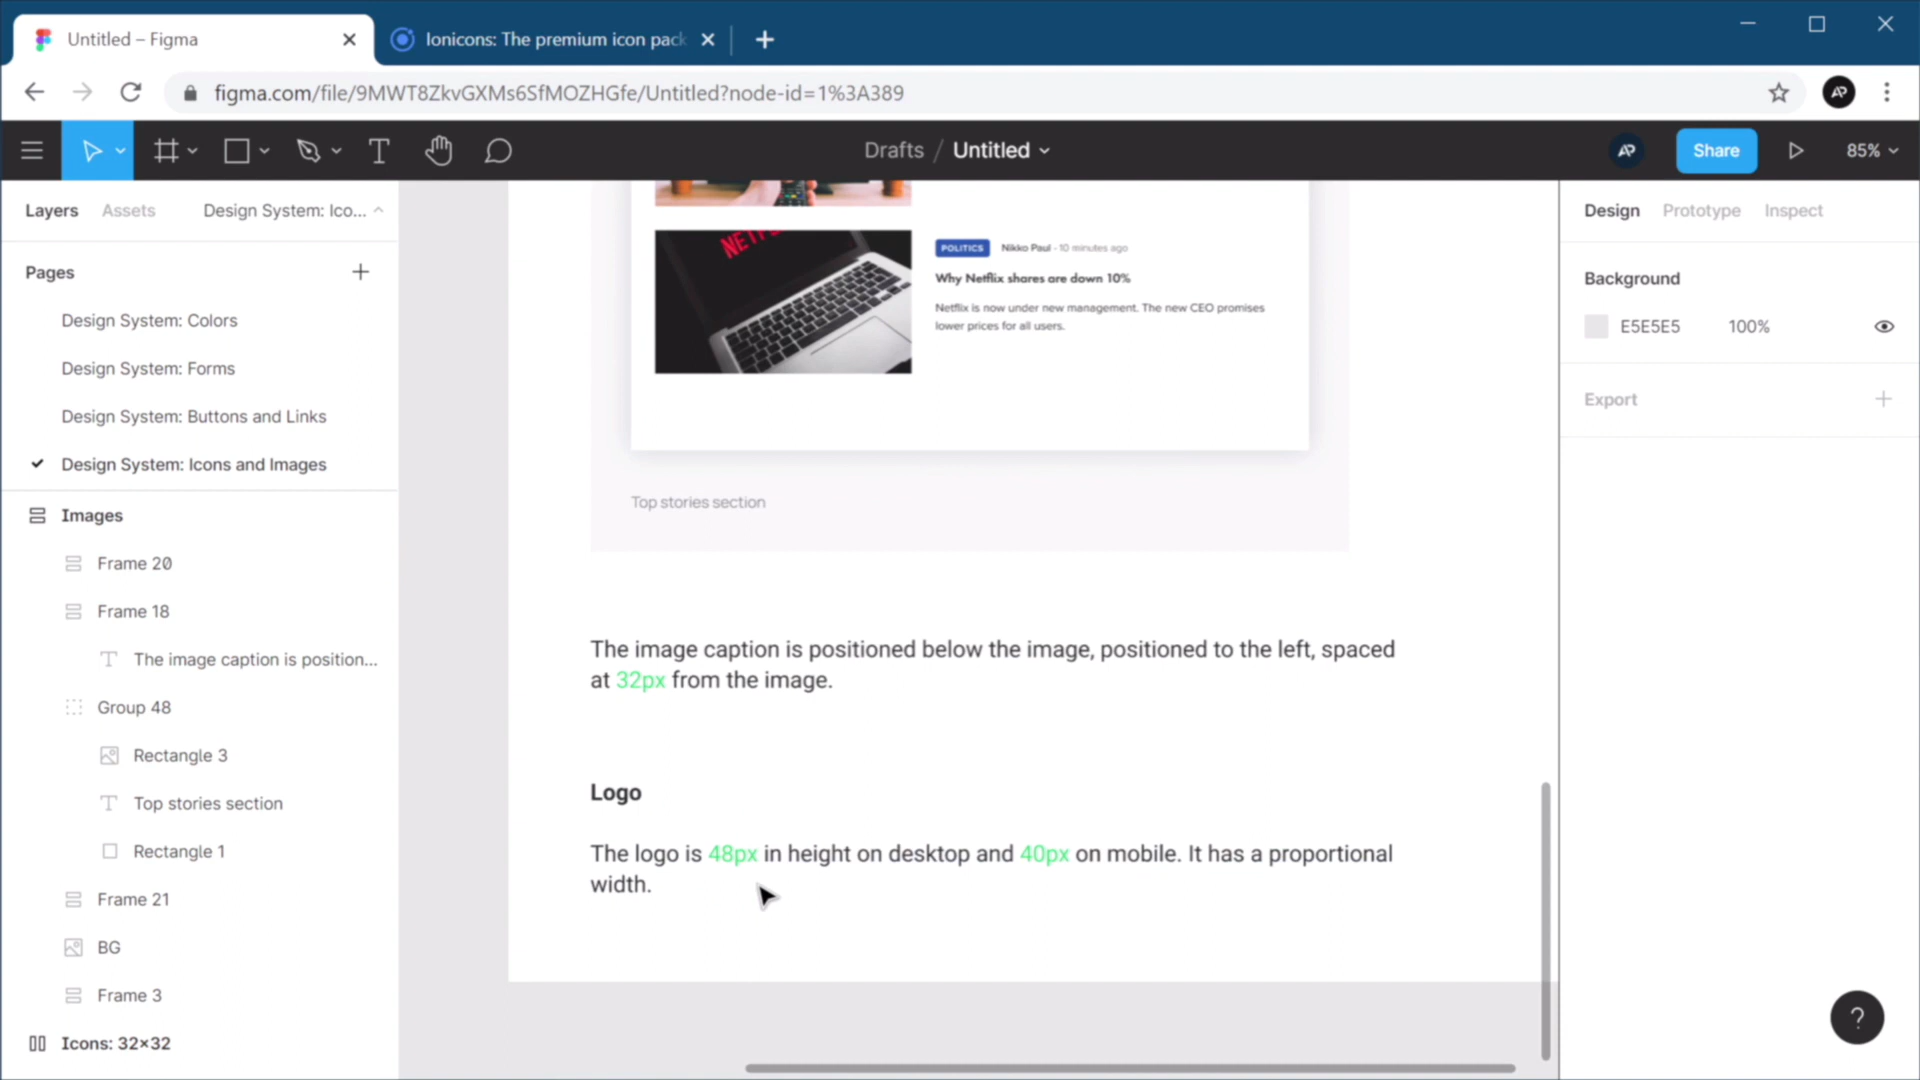 Untitled – Figma
Ionicons: The premium icon pack
figma.com/file/9MWT8ZkvGXMs6SfMOZHGfe/Untitled?node-id=1%3A389
AP
Drafts / Untitled
AP
Share
85%
Layers
Assets
Design System: Ico...
Design
Prototype
Inspect
Pages
Design System: Colors
Design System: Forms
Design System: Buttons and Links
Design System: Icons and Images
Images
Frame 20
Frame 18
The image caption is position...
Group 48
Rectangle 3
Top stories section
Rectangle 1
Frame 21
BG
Frame 3
Icons: 32×32
POLITICS
Nikko Paul - 10 minutes ago
Why Netflix shares are down 10%
Netflix is now under new management. The new CEO promises
lower prices for all users.
Top stories section
The image caption is positioned below the image, positioned to the left, spaced
at 32px from the image.
Logo
The logo is 48px in height on desktop and 40px on mobile. It has a proportional
width.
Background
E5E5E5
100%
Export
?